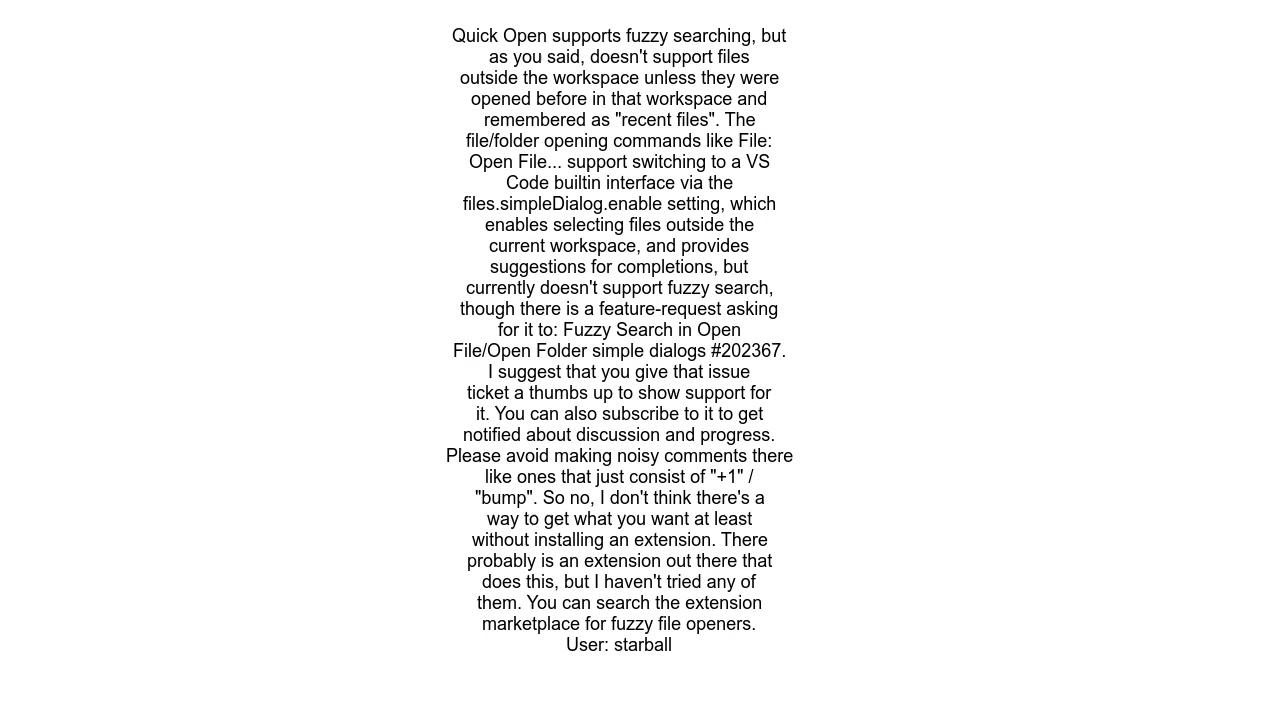 Quick Open supports fuzzy searching, but
as you said, doesn't support files
outside the workspace unless they were
opened before in that workspace and
remembered as "recent files". The
file/folder opening commands like File:
Open File... support switching to a VS
Code builtin interface via the
files.simpleDialog.enable setting, which
enables selecting files outside the
current workspace, and provides
suggestions for completions, but
currently doesn't support fuzzy search,
though there is a feature-request asking
for it to: Fuzzy Search in Open
File/Open Folder simple dialogs #202367.
I suggest that you give that issue
ticket a thumbs up to show support for
it. You can also subscribe to it to get
notified about discussion and progress.
Please avoid making noisy comments there
like ones that just consist of "+1" /
"bump". So no, I don't think there's a
way to get what you want at least
without installing an extension. There
probably is an extension out there that
does this, but I haven't tried any of
them. You can search the extension
marketplace for fuzzy file openers.
User: starball